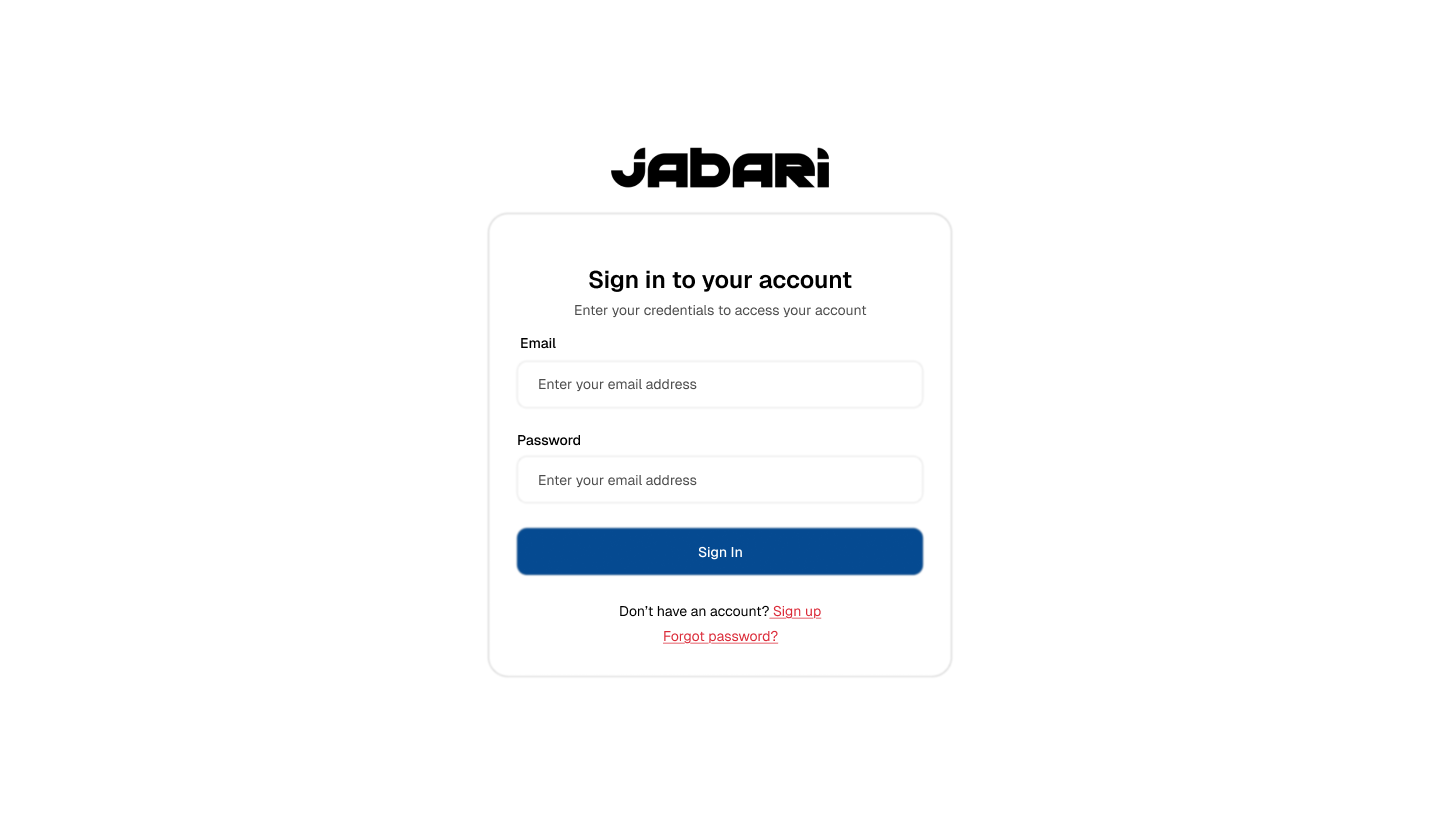 jABARi
Sign in to your account
Enter your credentials to access your account
Email
Enter your email address
Password
Enter your email address
Sign In
Don’t have an account? Sign up
Forgot password?